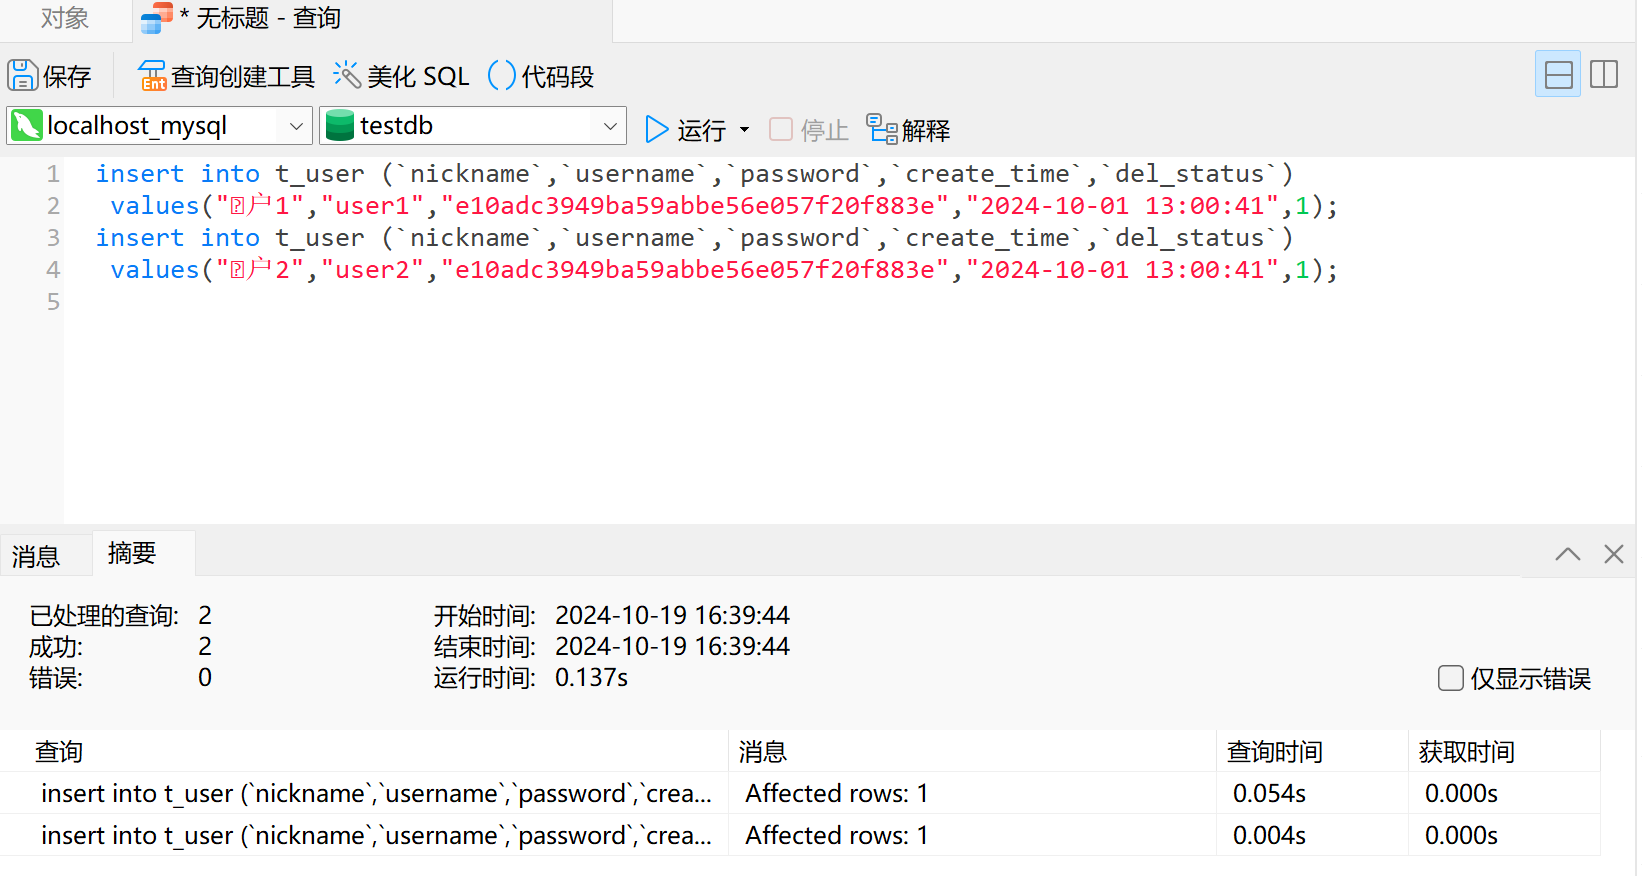 对象
* 无标题 - 查询
保存
查询创建工具
美化 SQL
代码段
localhost_mysql
testdb
运行
停止
解释
1 insert into t_user (`nickname`,`username`,`password`,`create_time`,`del_status`)
2 values("户1","user1","e10adc3949ba59abbe56e057f20f883e","2024-10-01 13:00:41",1);
3 insert into t_user (`nickname`,`username`,`password`,`create_time`,`del_status`)
4 values("户2","user2","e10adc3949ba59abbe56e057f20f883e","2024-10-01 13:00:41",1);
5
消息
摘要
已处理的查询: 2
成功: 2
错误: 0
开始时间: 2024-10-19 16:39:44
结束时间: 2024-10-19 16:39:44
运行时间: 0.137s
仅显示错误
查询 消息 查询时间 获取时间
insert into t_user (`nickname`,`username`,`password`,`crea... Affected rows: 1 0.054s 0.000s
insert into t_user (`nickname`,`username`,`password`,`crea... Affected rows: 1 0.004s 0.000s